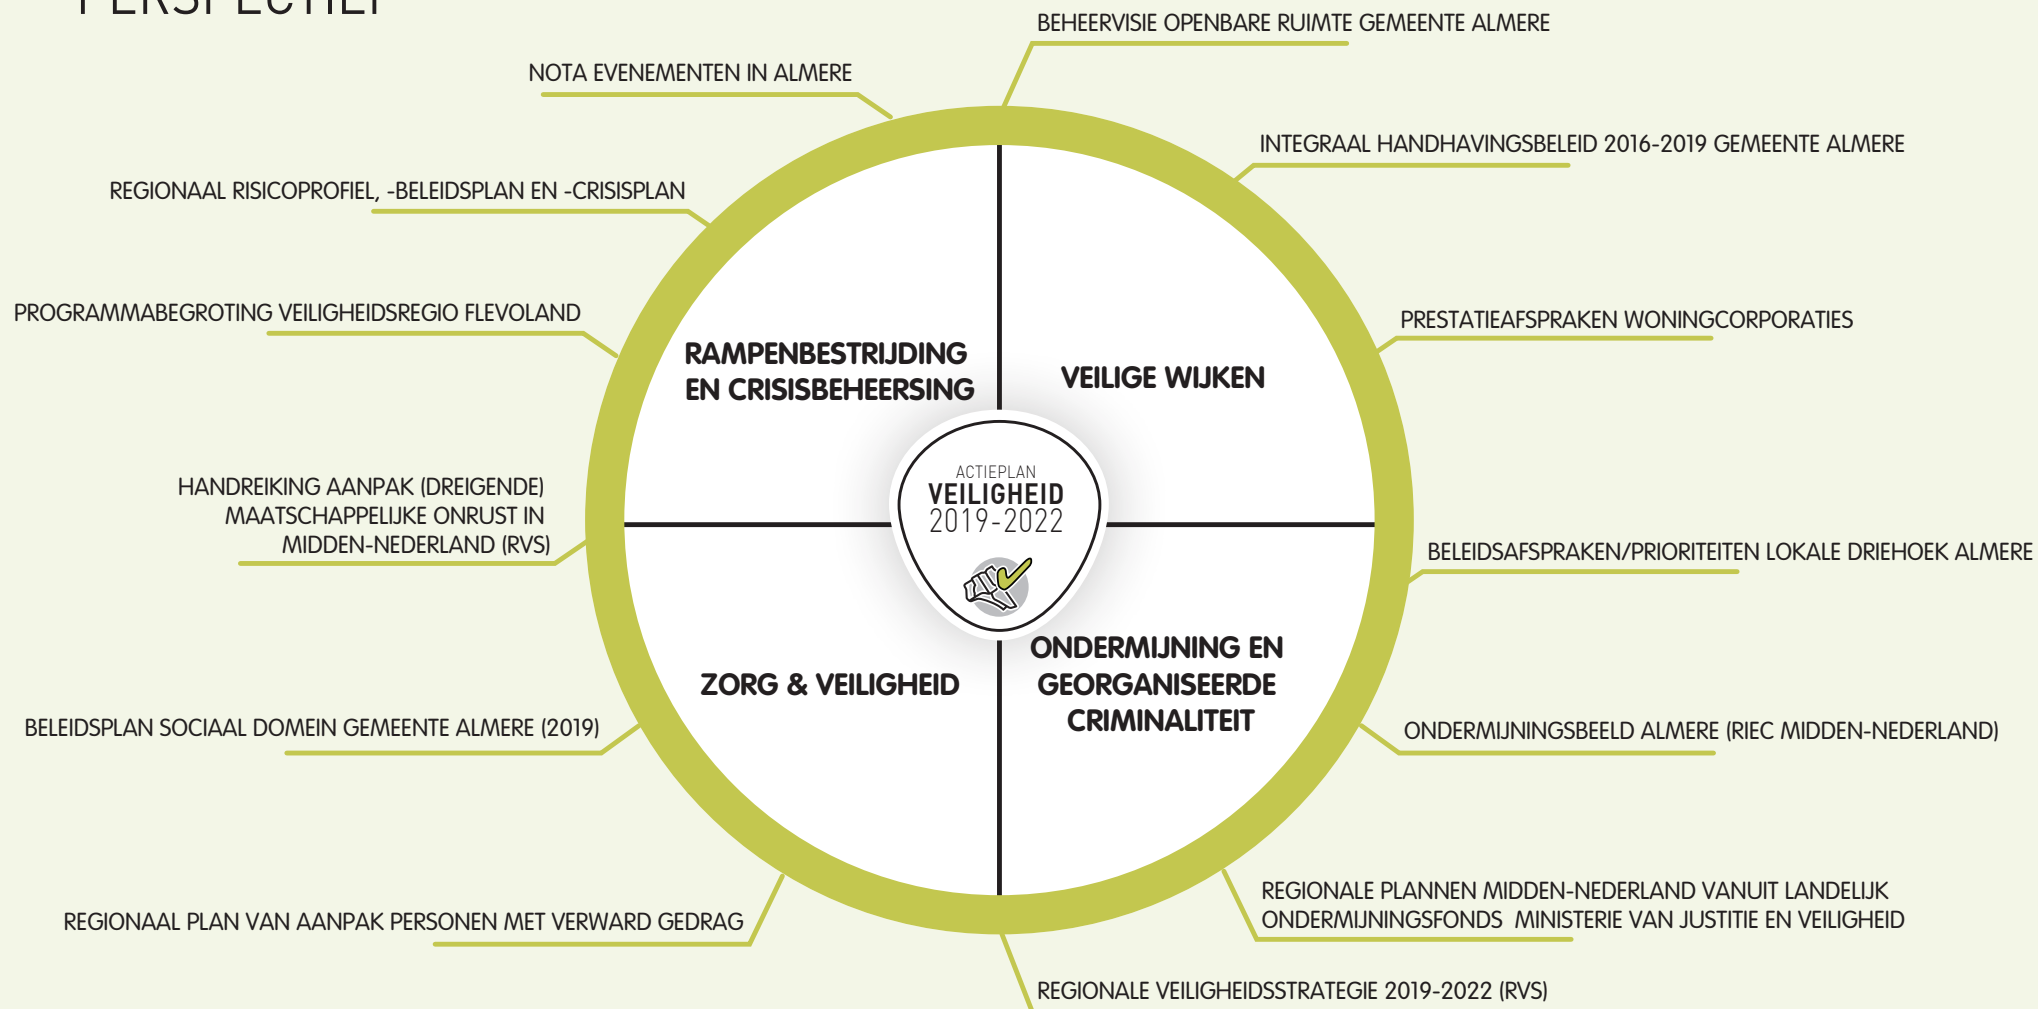 PERSPECTIEF
BEHEERVISIE OPENBARE RUIMTE GEMEENTE ALMERE
NOTA EVENEMENTEN IN ALMERE
INTEGRAAL HANDHAVINGSBELEID 2016-2019 GEMEENTE ALMERE
REGIONAAL RISICOPROFIEL, -BELEIDSPLAN EN -CRISISPLAN
PROGRAMMABEGROTING VEILIGHEIDSREGIO FLEVOLAND
PRESTATIEAFSPRAKEN WONINGCORPORATIES
RAMPENBESTRIJDING
EN CRISISBEHEERSING
VEILIGE WIJKEN
ACTIEPLAN
VEILIGHEID
2019-2022
HANDREIKING AANPAK (DREIGENDE)
MAATSCHAPPELIJKE ONRUST IN
MIDDEN-NEDERLAND (RVS)
BELEIDSAFSPRAKEN/PRIORITEITEN LOKALE DRIEHOEK ALMERE
ZORG & VEILIGHEID
ONDERMIJNING EN
GEORGANISEERDE
CRIMINALITEIT
BELEIDSPLAN SOCIAAL DOMEIN GEMEENTE ALMERE (2019)
ONDERMIJNINGSBEELD ALMERE (RIEC MIDDEN-NEDERLAND)
REGIONAAL PLAN VAN AANPAK PERSONEN MET VERWARD GEDRAG
REGIONALE PLANNEN MIDDEN-NEDERLAND VANUIT LANDELIJK
ONDERMIJNINGSFONDS MINISTERIE VAN JUSTITIE EN VEILIGHEID
REGIONALE VEILIGHEIDSSTRATEGIE 2019-2022 (RVS)